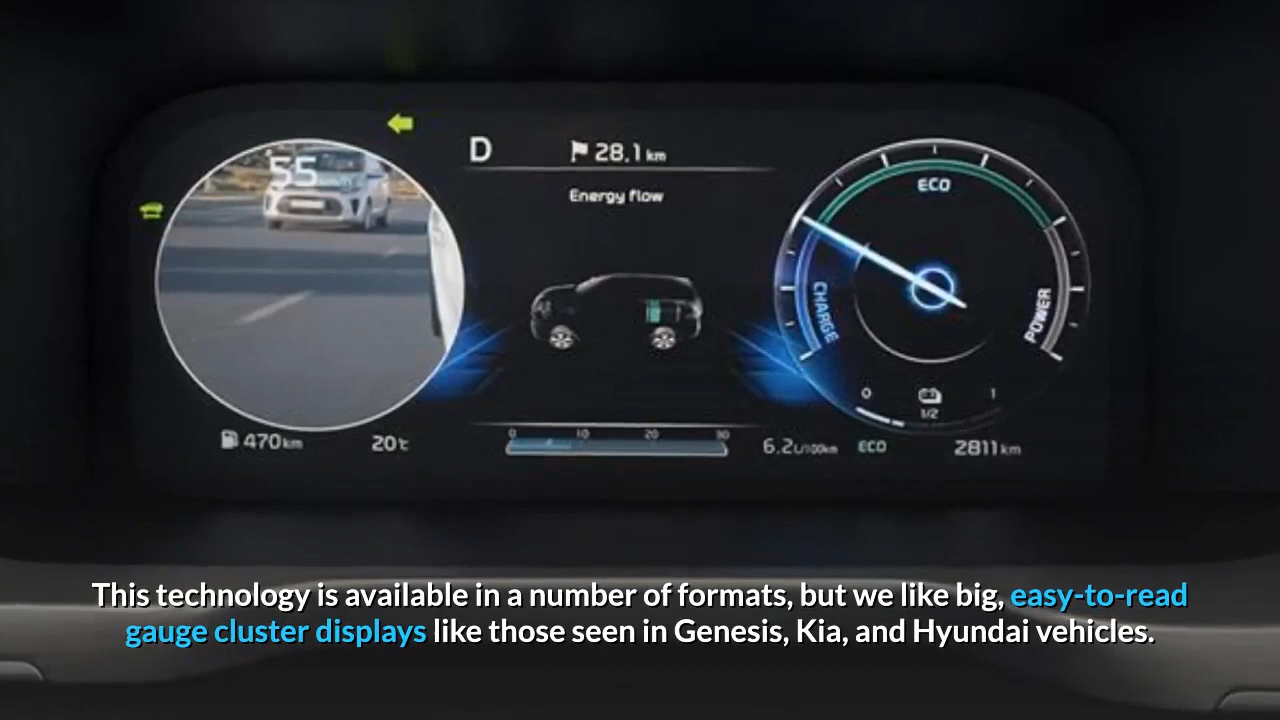 D
28.1 km
Energy flow
55
ECO
CHARGE
POWER
0
1
1/2
470km
20℃
0 10 20 30
6.2L/100km
ECO
2811km
This technology is available in a number of formats, but we like big, easy-to-read
gauge cluster displays like those seen in Genesis, Kia, and Hyundai vehicles.